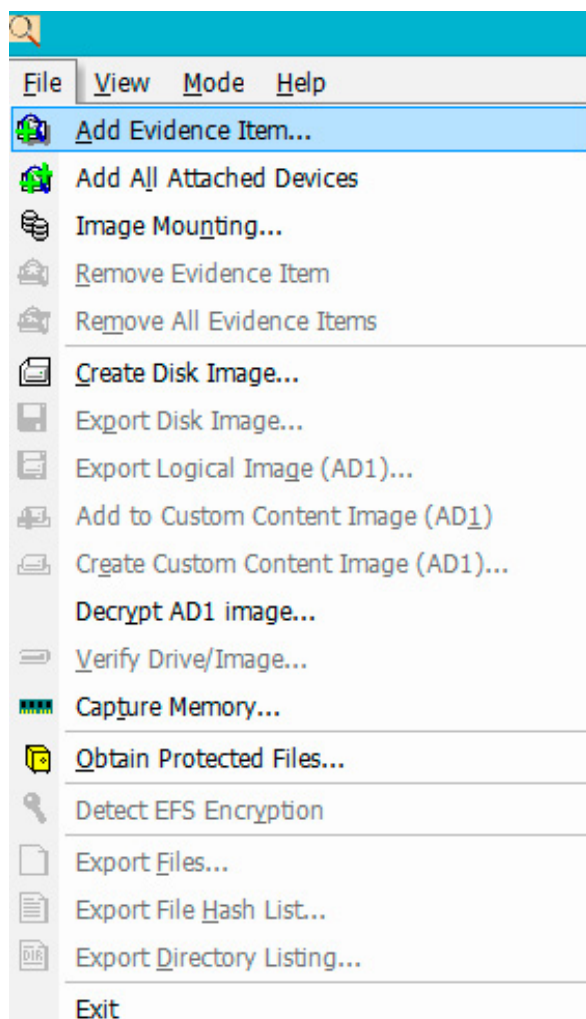 File View Mode Help
Add Evidence Item...
Add All Attached Devices
Image Mounting...
Remove Evidence Item
Remove All Evidence Items
Create Disk Image...
Export Disk Image...
Export Logical Image (AD1)...
Add to Custom Content Image (AD1)
Create Custom Content Image (AD1)...
Decrypt AD1 image...
Verify Drive/Image...
Capture Memory...
Obtain Protected Files...
Detect EFS Encryption
Export Files...
Export File Hash List...
DIR Export Directory Listing...
Exit